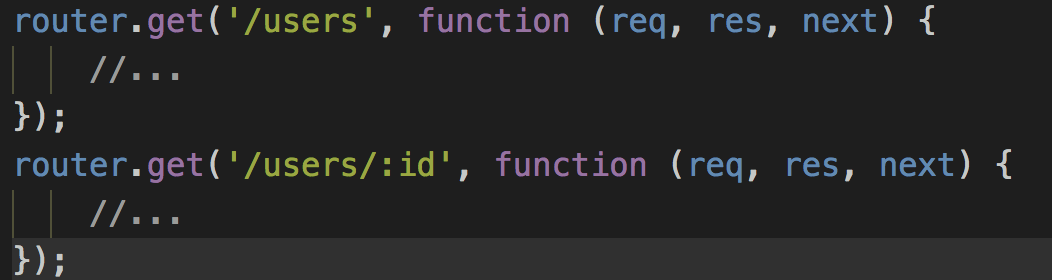 router.get('/users', function (req, res, next) {
    //...
});
router.get('/users/:id', function (req, res, next) {
    //...
});